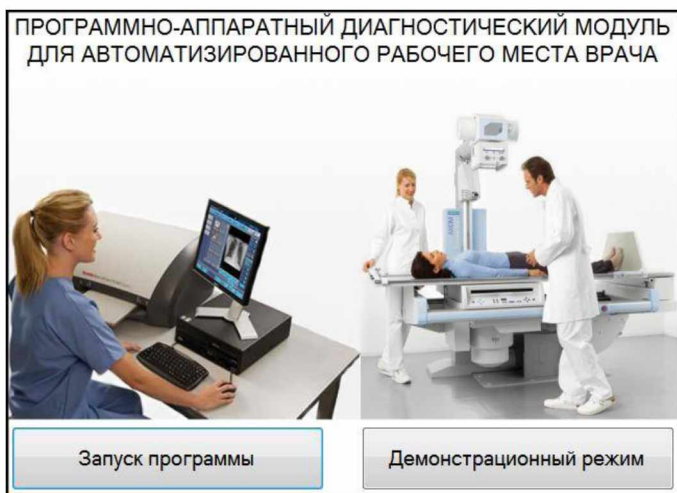 ПРОГРАММНО-АППАРАТНЫЙ ДИАГНОСТИЧЕСКИЙ МОДУЛЬ
ДЛЯ АВТОМАТИЗИРОВАННОГО РАБОЧЕГО МЕСТА ВРАЧА
Запуск программы
Демонстрационный режим